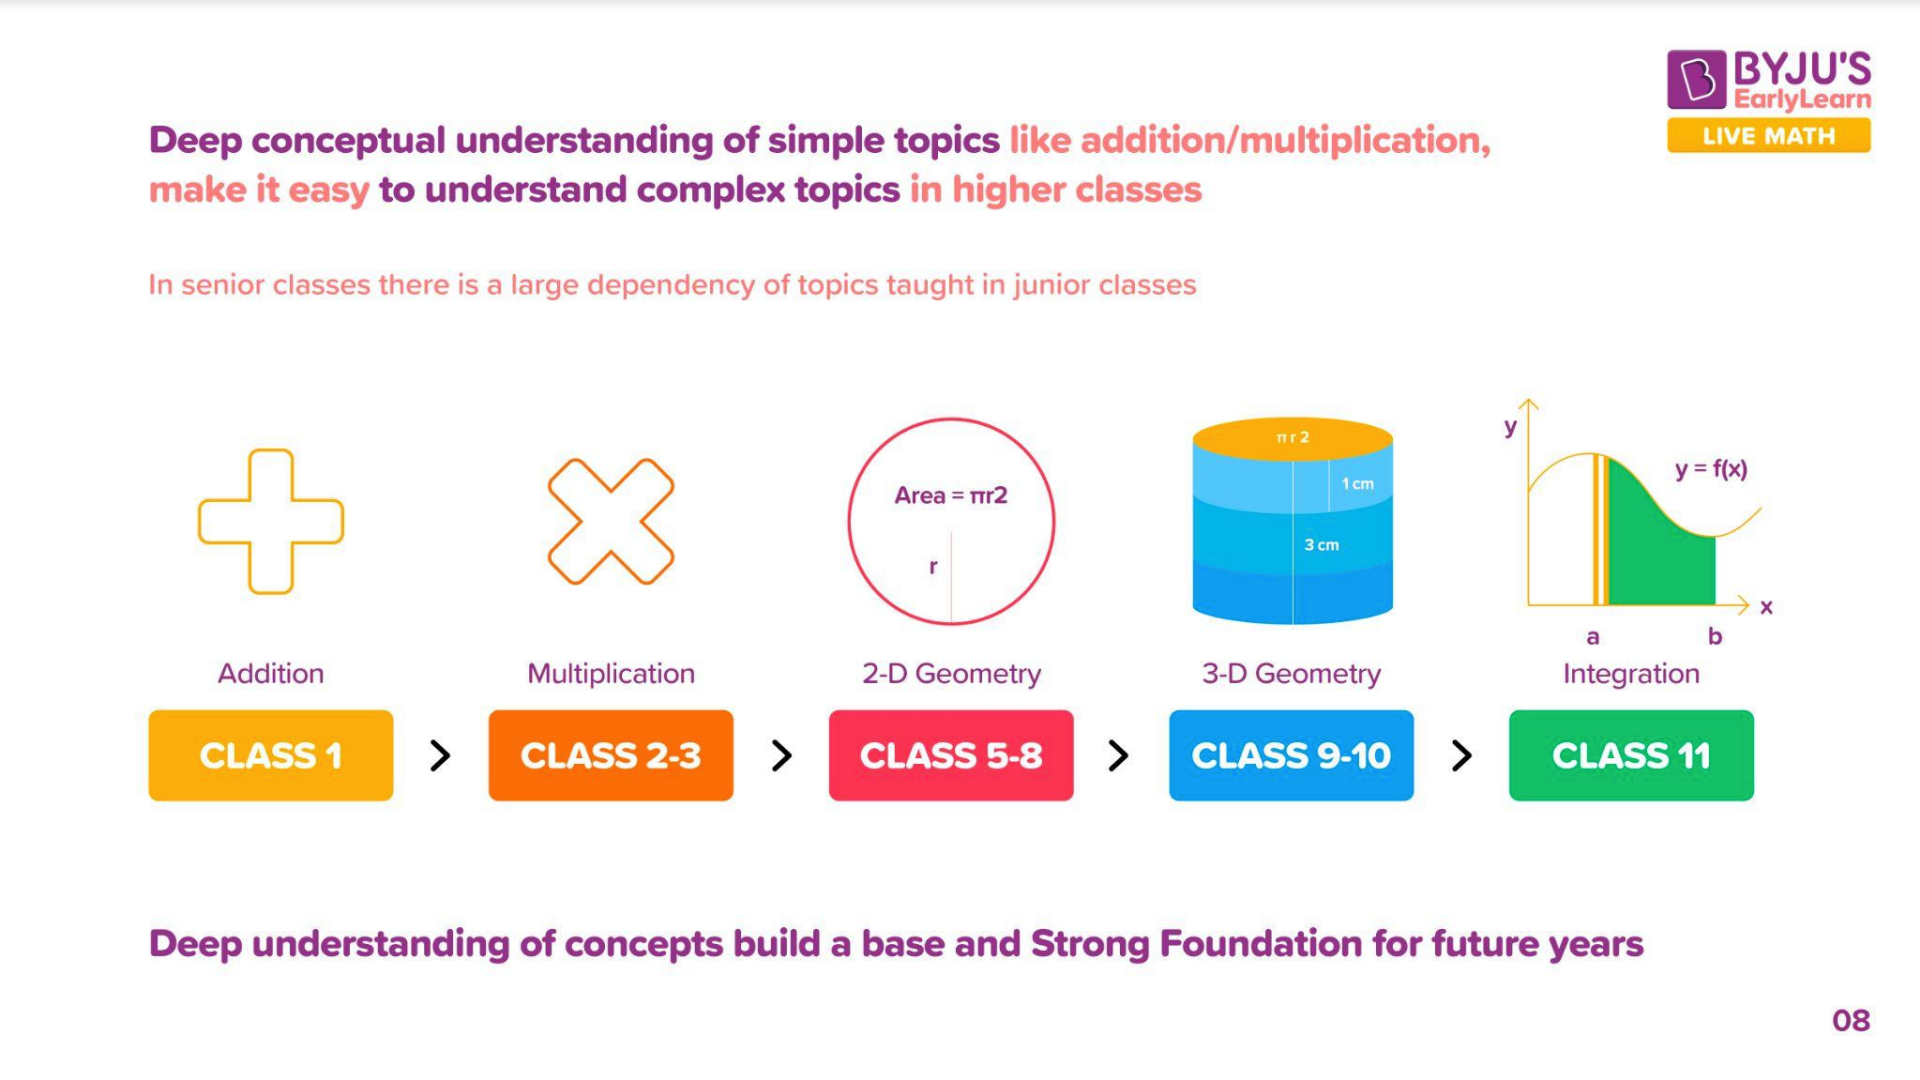 BYJU'S
EarlyLearn
LIVE MATH
Deep conceptual understanding of simple topics like addition/multiplication,
make it easy to understand complex topics in higher classes
In senior classes there is a large dependency of topics taught in junior classes
Area = πr2
r
π r 2
1 cm
3 cm
y
y = f(x)
x
a
b
Addition
Multiplication
2-D Geometry
3-D Geometry
Integration
CLASS 1
>
CLASS 2-3
>
CLASS 5-8
>
CLASS 9-10
>
CLASS 11
Deep understanding of concepts build a base and Strong Foundation for future years
08